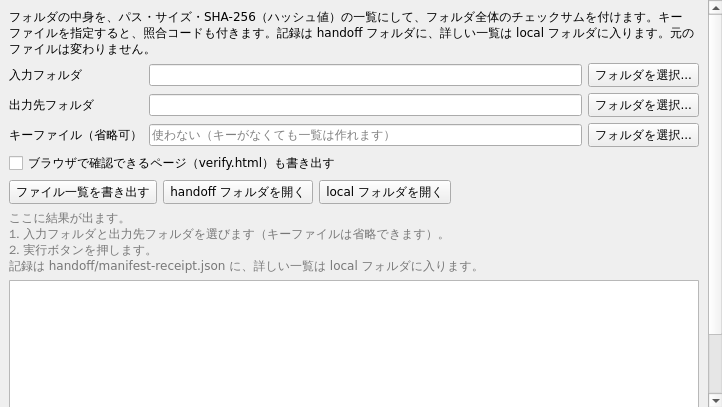 フォルダの中身を、パス・サイズ・SHA-256（ハッシュ値）の一覧にして、フォルダ全体のチェックサムを付けます。キー
ファイルを指定すると、照合コードも付きます。記録は handoff フォルダに、詳しい一覧は local フォルダに入ります。元の
ファイルは変わりません。
入力フォルダ フォルダを選択...
出力先フォルダ フォルダを選択...
キーファイル（省略可） 使わない（キーがなくても一覧は作れます） フォルダを選択...
ブラウザで確認できるページ（verify.html）も書き出す
ファイル一覧を書き出す handoff フォルダを開く local フォルダを開く
ここに結果が出ます。
1. 入力フォルダと出力先フォルダを選びます（キーファイルは省略できます）。
2. 実行ボタンを押します。
記録は handoff/manifest-receipt.json に、詳しい一覧は local フォルダに入ります。